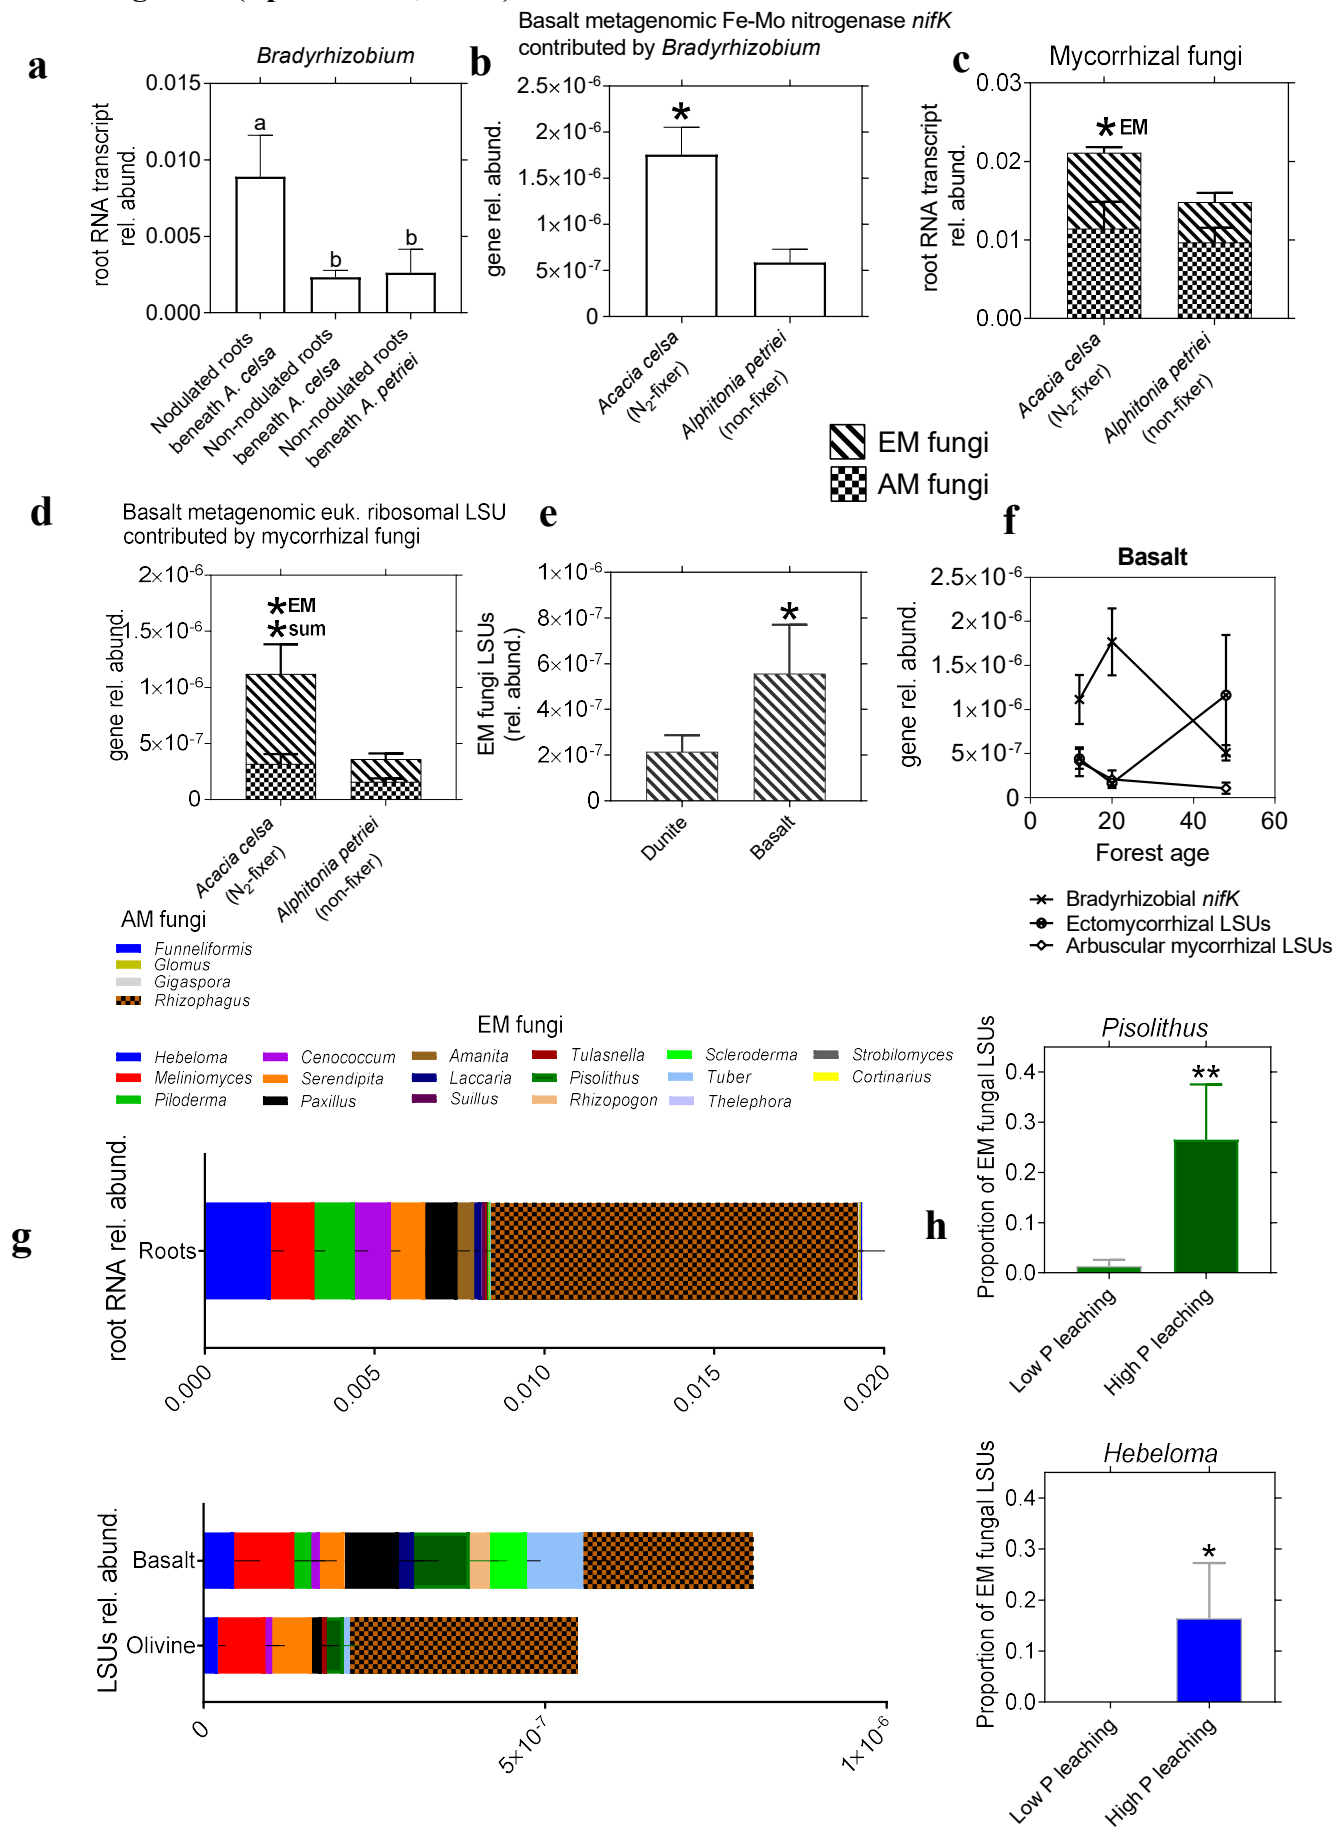 a
Bradyrhizobium
root RNA transcript
rel. abund.
0.015
0.010
0.005
0.000
a
b
b
Nodulated roots
beneath A. celsa
Non-nodulated roots
beneath A. celsa
Non-nodulated roots
beneath A. petriei
b
Basalt metagenomic Fe-Mo nitrogenase nifK
contributed by Bradyrhizobium
gene rel. abund.
2.5×10-6
2×10-6
1.5×10-6
1×10-6
5×10-7
0
*
Acacia celsa
(N2-fixer)
Alphitonia petriei
(non-fixer)
c
Mycorrhizal fungi
root RNA transcript
rel. abund.
0.03
0.02
0.01
0.00
* EM
Acacia celsa
(N2-fixer)
Alphitonia petriei
(non-fixer)
EM fungi
AM fungi
d
Basalt metagenomic euk. ribosomal LSU
contributed by mycorrhizal fungi
gene rel. abund.
2×10-6
1.5×10-6
1×10-6
5×10-7
0
*EM
*sum
Acacia celsa
(N2-fixer)
Alphitonia petriei
(non-fixer)
e
EM fungi LSUs
(rel. abund.)
1×10-6
8×10-7
6×10-7
4×10-7
2×10-7
0
*
Dunite
Basalt
f
Basalt
gene rel. abund.
2.5×10-6
2×10-6
1.5×10-6
1×10-6
5×10-7
0
0 20 40 60
Forest age
Bradyrhizobial nifK
Ectomycorrhizal LSUs
Arbuscular mycorrhizal LSUs
AM fungi
Funneliformis
Glomus
Gigaspora
Rhizophagus
EM fungi
Hebeloma Cenococcum Amanita Tulasnella Scleroderma Strobilomyces
Meliniomyces Serendipita Laccaria Pisolithus Tuber Cortinarius
Piloderma Paxillus Suillus Rhizopogon Thelephora
g
root RNA rel. abund.
Roots
0.000 0.005 0.010 0.015 0.020
LSUs rel. abund.
Basalt
Olivine
0 5×10-7 1×10-6
h
Pisolithus
Proportion of EM fungal LSUs
0.4
0.3
0.2
0.1
0.0
**
Low P leaching
High P leaching
Hebeloma
Proportion of EM fungal LSUs
0.4
0.3
0.2
0.1
0.0
*
Low P leaching
High P leaching